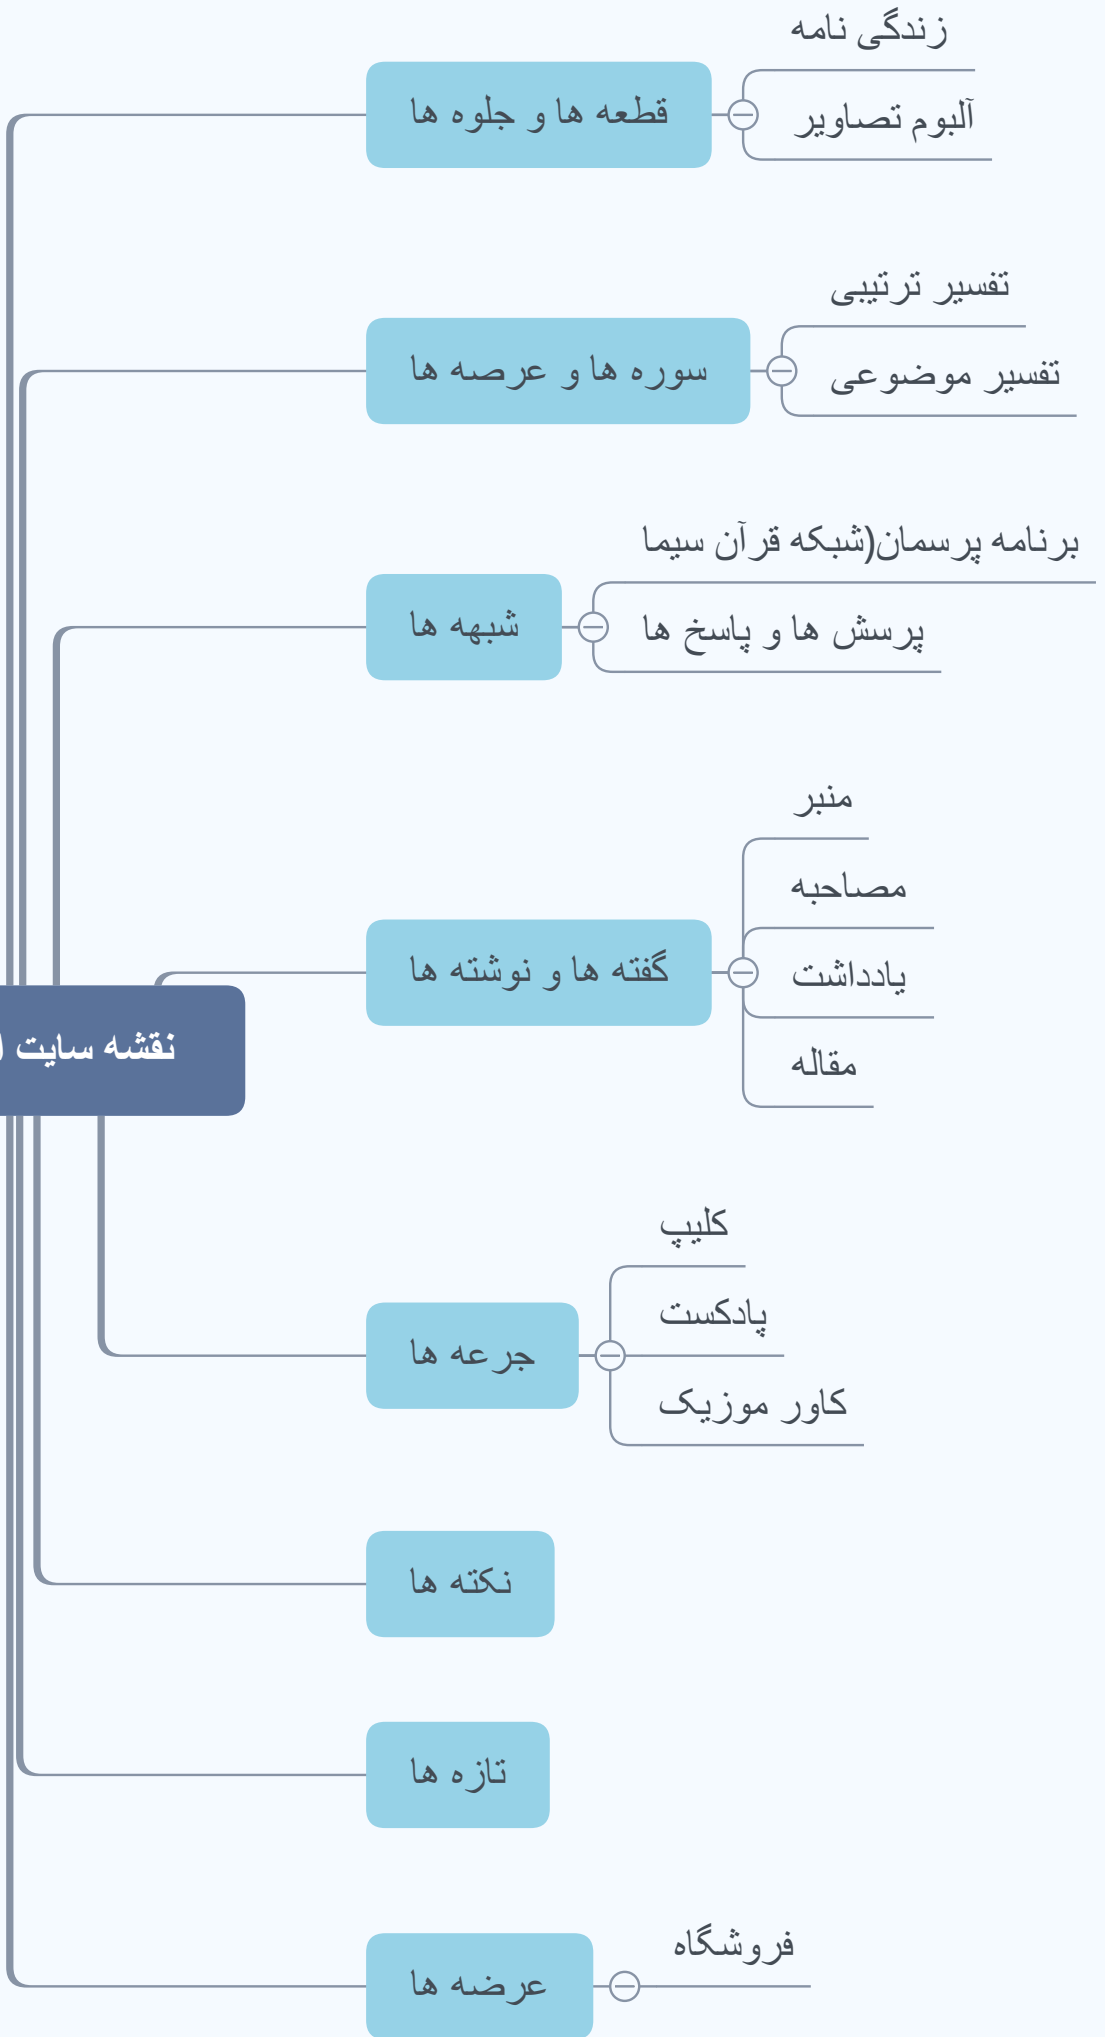 زندگی نامه
قطعه ها و جلوه ها
آلبوم تصاویر
تفسیر ترتیبی
سوره ها و عرصه ها
تفسیر موضوعی
برنامه پرسمان(شبکه قرآن سیما
شبهه ها
پرسش ها و پاسخ ها
منبر
مصاحبه
گفته ها و نوشته ها
یادداشت
نقشه سایت
مقاله
کلیپ
پادکست
جرعه ها
کاور موزیک
نکته ها
تازه ها
فروشگاه
عرضه ها